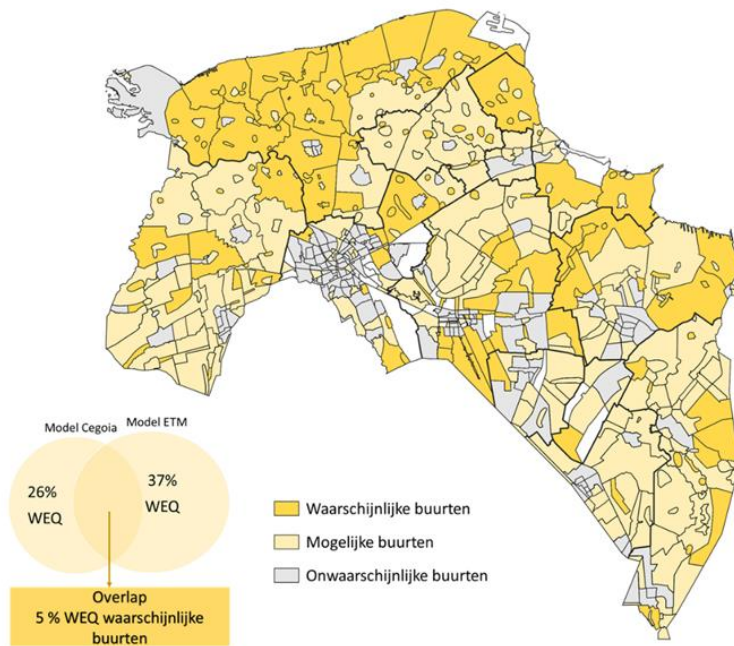 Model Cegoia
Model ETM
26%
WEQ
37%
WEQ
Overlap
5 % WEQ waarschijnlijke
buurten
Waarschijnlijke buurten
Mogelijke buurten
Onwaarschijnlijke buurten